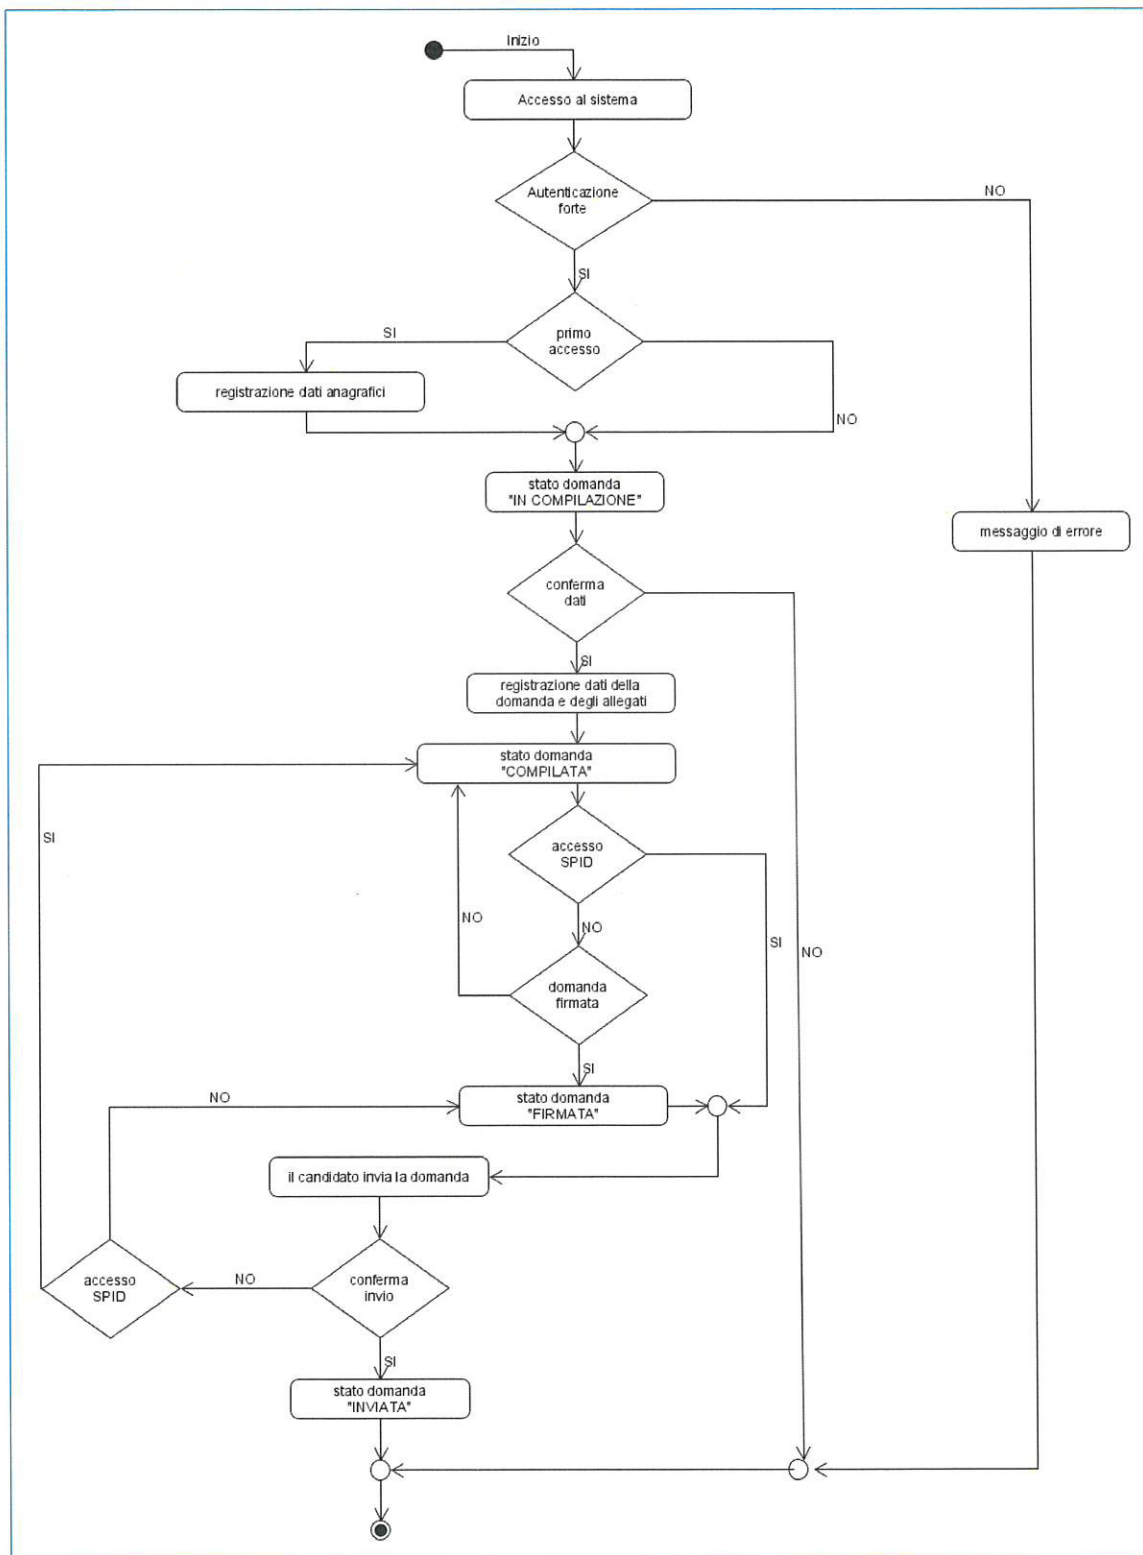 Inizio
Accesso al sistema
Autenticazione
forte
NO
SI
primo
accesso
SI
registrazione dati anagrafici
NO
stato domanda
"IN COMPILAZIONE"
messaggio di errore
conferma
dati
SI
registrazione dati della
domanda e degli allegati
stato domanda
"COMPILATA"
SI
accesso
SPID
NO
NO
SI
NO
domanda
firmata
SI
NO
stato domanda
"FIRMATA"
il candidato invia la domanda
accesso
SPID
NO
conferma
invio
SI
stato domanda
"INVIATA"